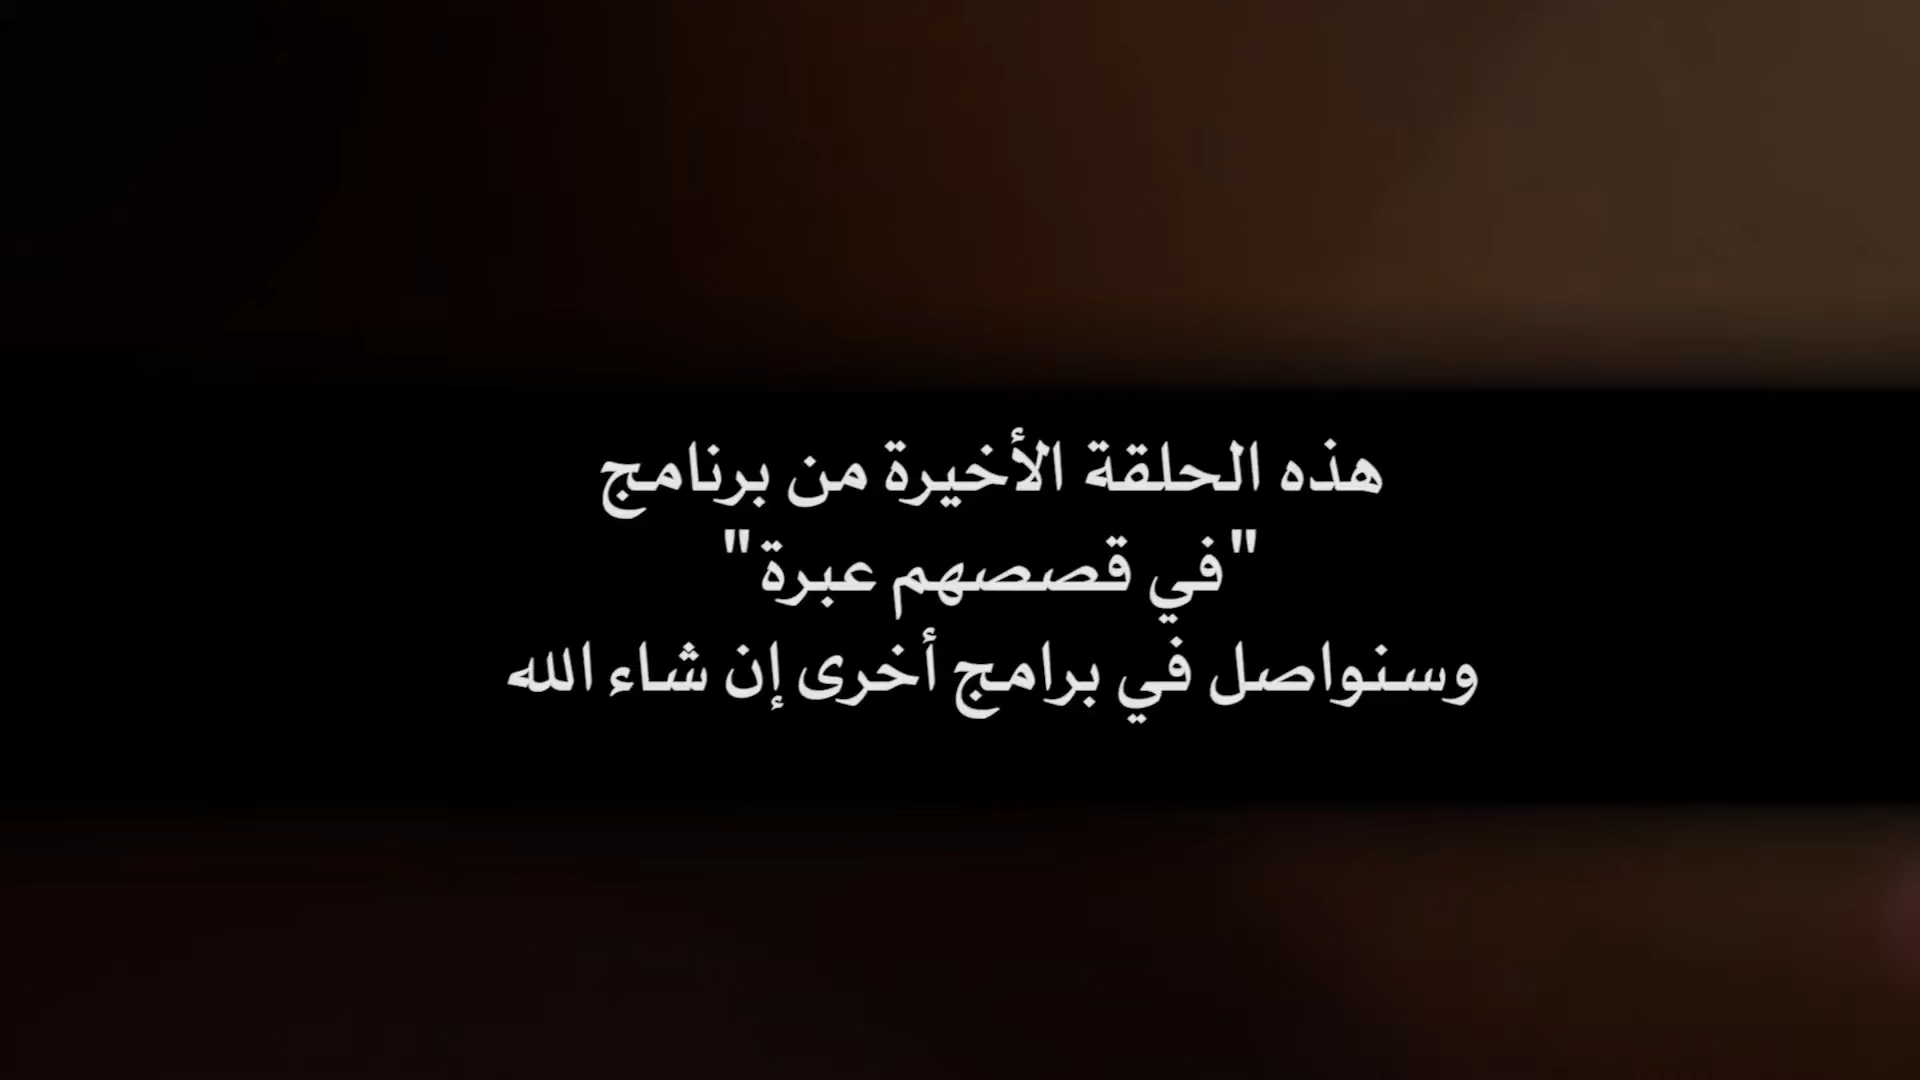 هذه الحلقة الأخيرة من برنامج
"في قصصهم عبرة"
وسنواصل في برامج أخرى إن شاء الله